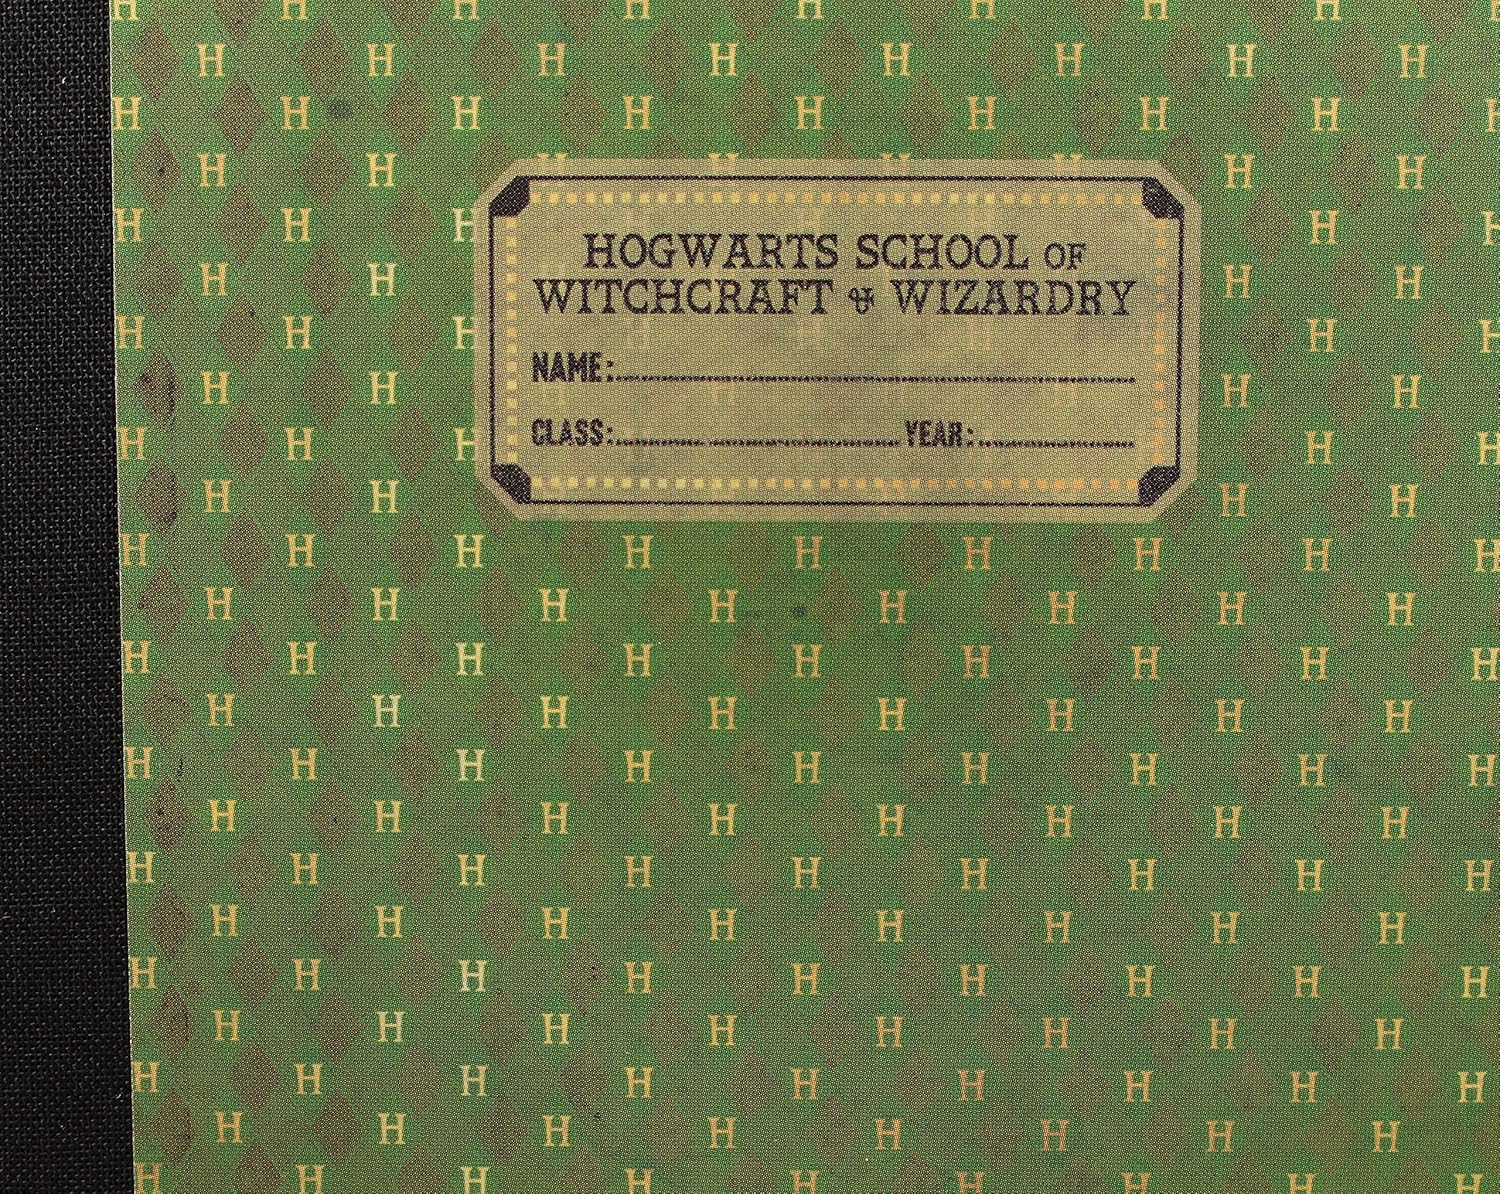 HOGWARTS SCHOOL OF
WITCHCRAFT & WIZARDRY
NAME:
CLASS: YEAR: